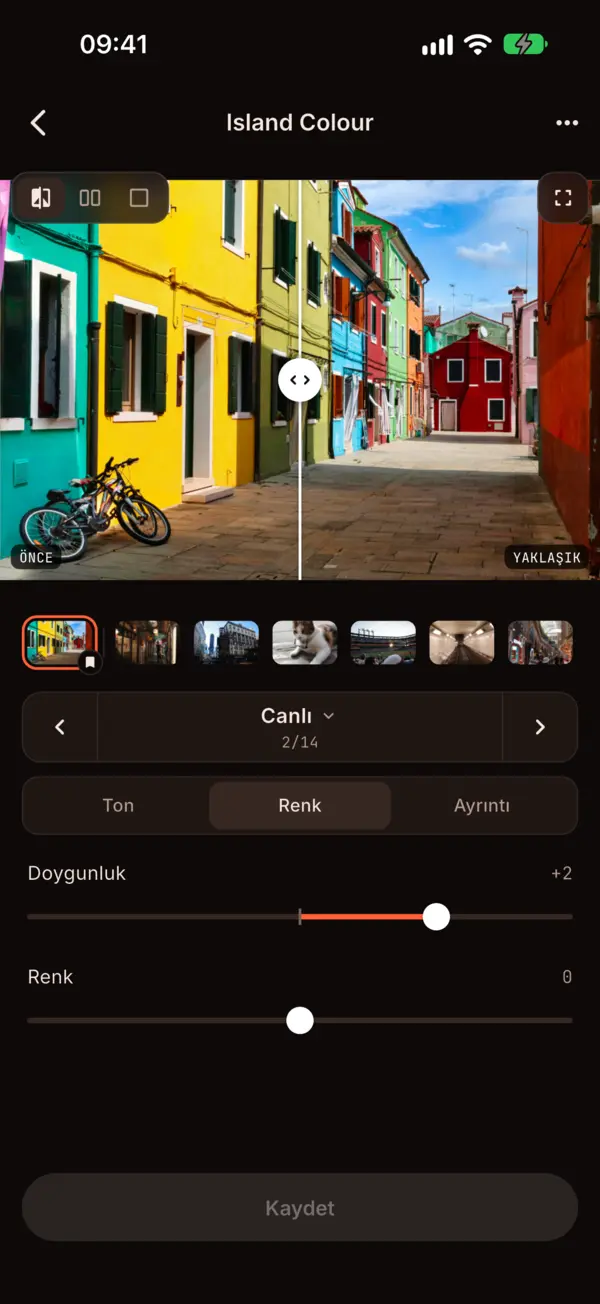 09:41
Island Colour
ÖNCE
YAKLAŞIK
Canlı
2/14
Ton
Renk
Ayrıntı
Doygunluk
+2
Renk
0
Kaydet